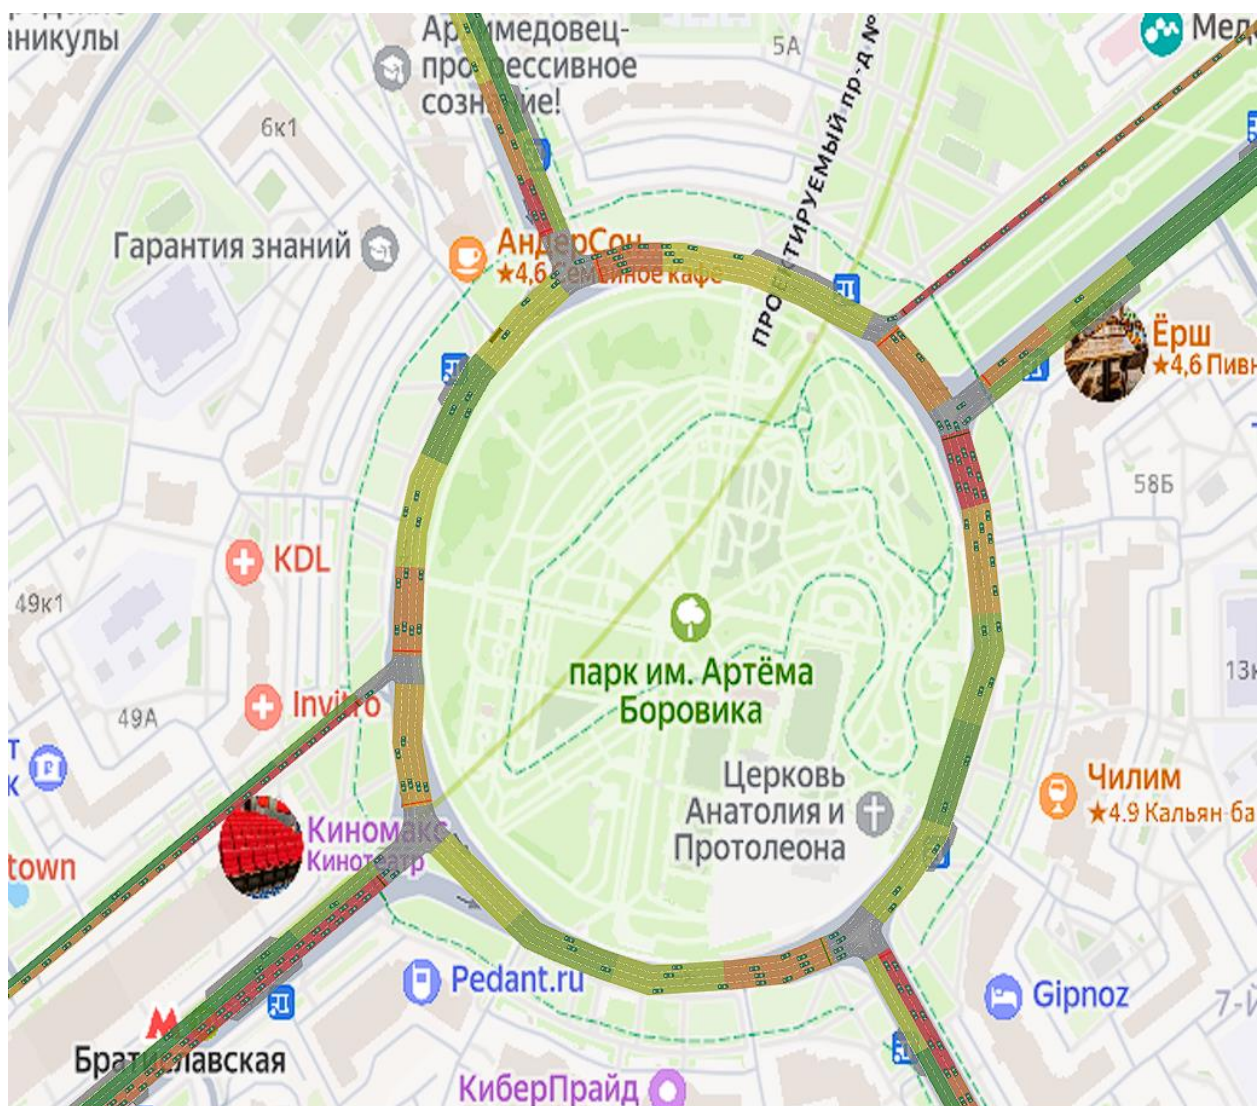 аникулы
Архимедовец-
прогрессивное
сознание!
5А
ПРОЕКТИРУЕМЫЙ пр-д №
Мед
6к1
Гарантия знаний
АндерСон
★4,6 Семейное кафе
Ёрш
★4,6 Пивн
58Б
KDL
49к1
парк им. Артёма
Боровика
13к
49А
Invitro
Т
К
Церковь
Анатолия и
Протолеона
Чилим
★4.9 Кальян-ба
Киномакс
Кинотеатр
town
Pedant.ru
Gipnoz
М
Братиславская
КиберПрайд